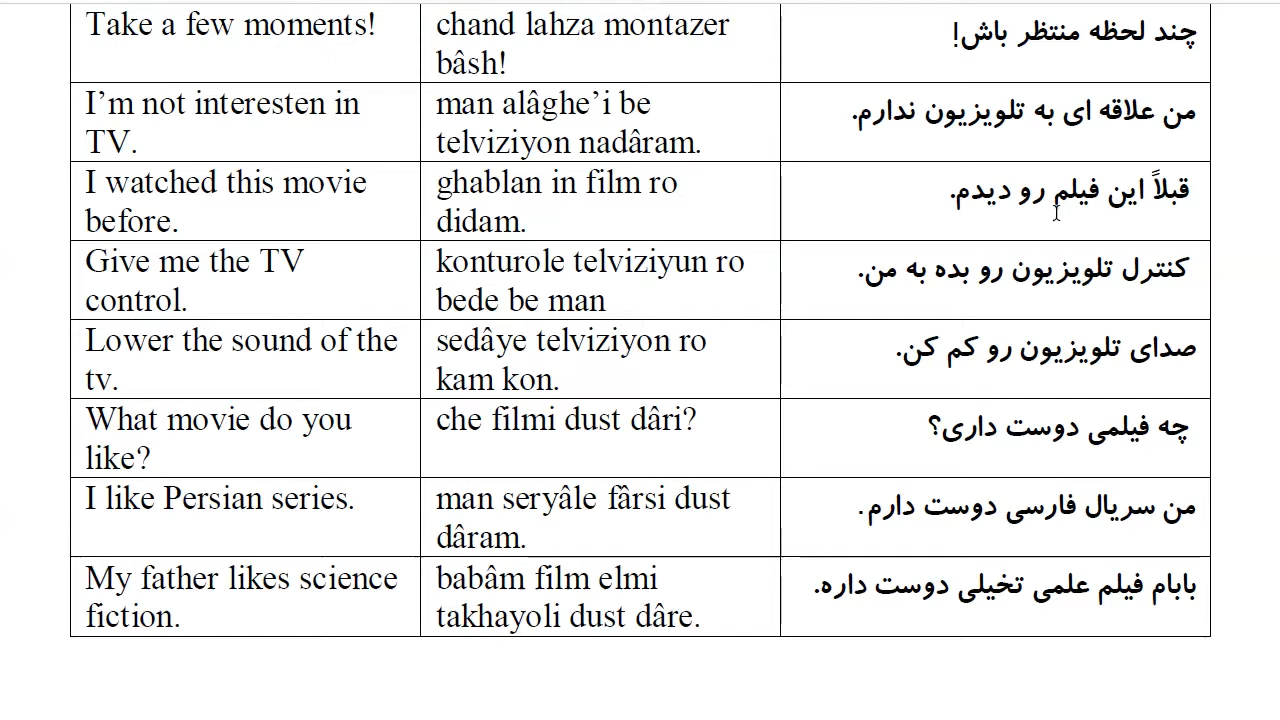 Take a few moments!
chand lahza montazer
bâsh!
چند لحظه منتظر باش!
I’m not interesten in
TV.
man alâghe’i be
telviziyon nadâram.
من علاقه ای به تلویزیون ندارم.
I watched this movie
before.
ghablan in film ro
didam.
قبلاً این فیلم رو دیدم.
Give me the TV
control.
konturole telviziyun ro
bede be man
کنترل تلویزیون رو بده به من.
Lower the sound of the
tv.
sedâye telviziyon ro
kam kon.
صدای تلویزیون رو کم کن.
What movie do you
like?
che filmi dust dâri?
چه فیلمی دوست داری؟
I like Persian series.
man seryâle fârsi dust
dâram.
من سریال فارسی دوست دارم.
My father likes science
fiction.
babâm film elmi
takhayoli dust dâre.
بابام فیلم علمی تخیلی دوست داره.